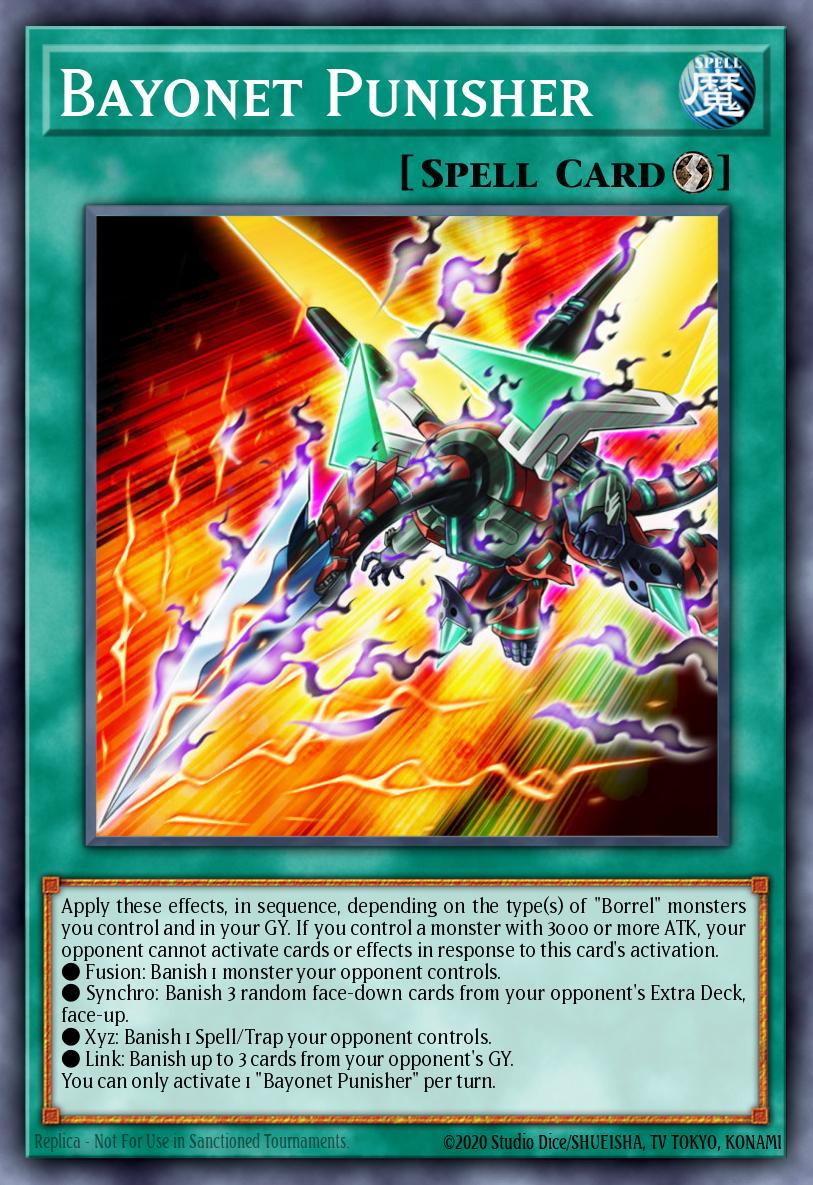 Bayonet Punisher
SPELL
魔
[Spell Card]
Apply these effects, in sequence, depending on the type(s) of "Borrel" monsters
you control and in your GY. If you control a monster with 3000 or more ATK, your
opponent cannot activate cards or effects in response to this card's activation.
● Fusion: Banish 1 monster your opponent controls.
● Synchro: Banish 3 random face-down cards from your opponent's Extra Deck,
face-up.
● Xyz: Banish 1 Spell/Trap your opponent controls.
● Link: Banish up to 3 cards from your opponent's GY.
You can only activate 1 "Bayonet Punisher" per turn.
Replica - Not For Use in Sanctioned Tournaments.
©2020 Studio Dice/SHUEISHA, TV TOKYO, KONAMI